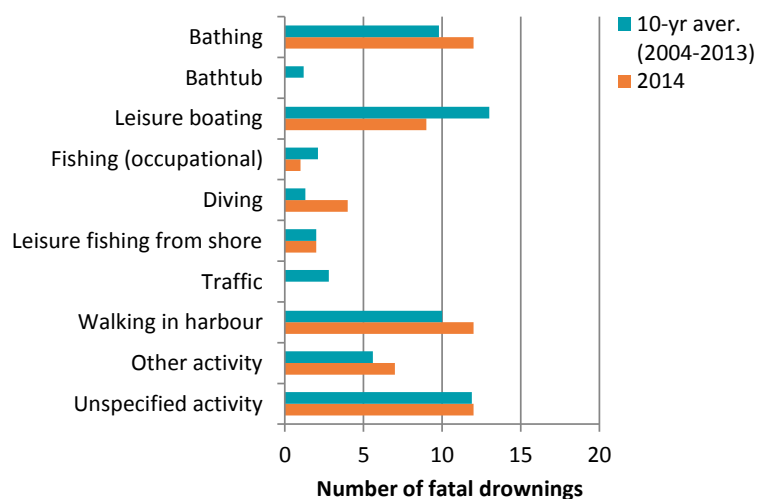 Bathing
Bathtub
Leisure boating
Fishing (occupational)
Diving
Leisure fishing from shore
Traffic
Walking in harbour
Other activity
Unspecified activity
0 5 10 15 20
Number of fatal drownings
10-yr aver.
(2004-2013)
2014